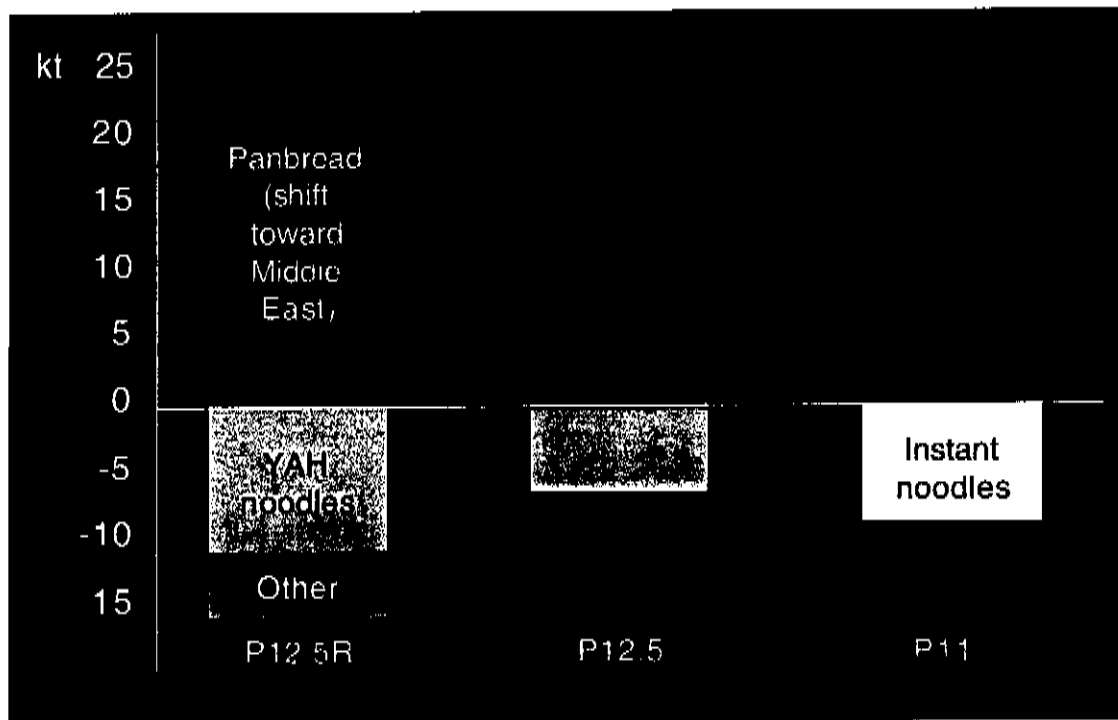 kt 25
20
15
10
5
0
-5
-10
15
Panbread
(shift
toward
Middle
East)
YAH
noodles
Other
Instant
noodles
P12 5R
P12.5
P11